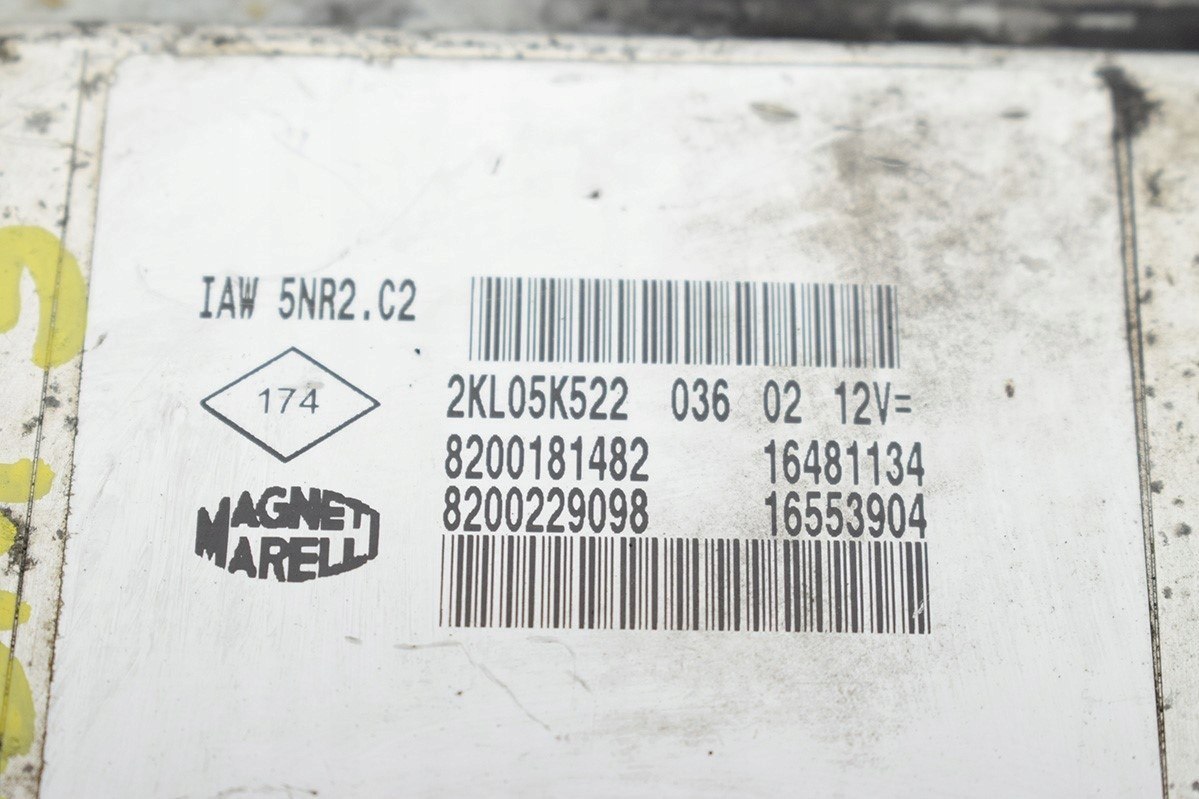 IAW 5NR2.C2
174
2KL05K522 036 02 12V=
8200181482 16481134
8200229098 16553904
MAGNETI
MARELLI